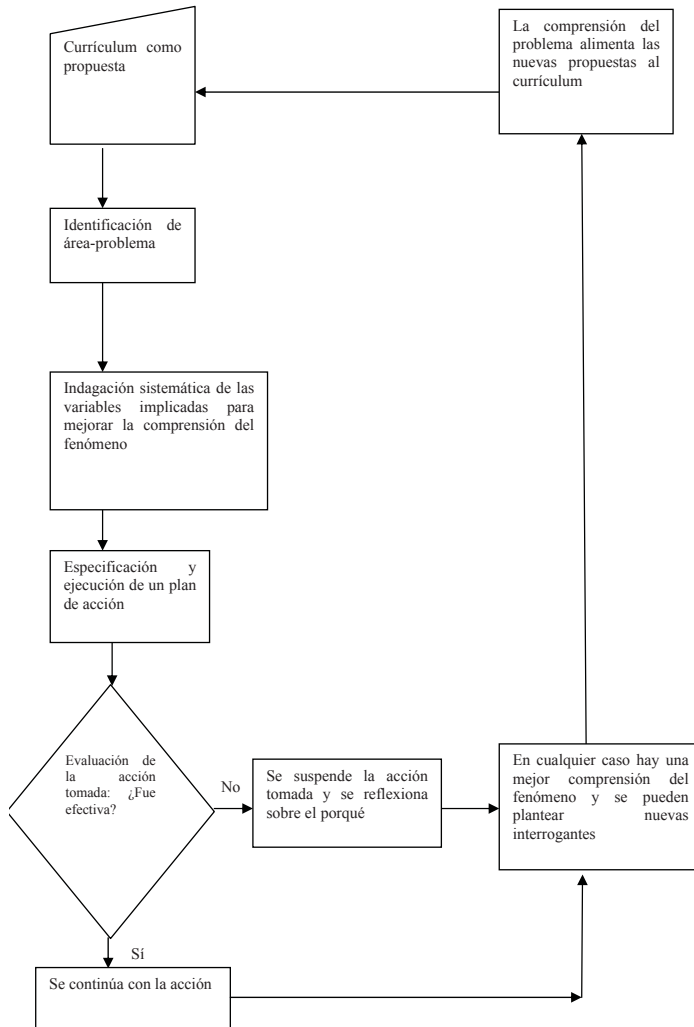 Currículum como
propuesta
La comprensión del
problema alimenta las
nuevas propuestas al
currículum
Identificación de
área-problema
Indagación sistemática de las
variables implicadas para
mejorar la comprensión del
fenómeno
Especificación y
ejecución de un plan
de acción
Evaluación de
la acción
tomada: ¿Fue
efectiva?
No
Se suspende la acción
tomada y se reflexiona
sobre el porqué
En cualquier caso hay una
mejor comprensión del
fenómeno y se pueden
plantear nuevas
interrogantes
Sí
Se continúa con la acción